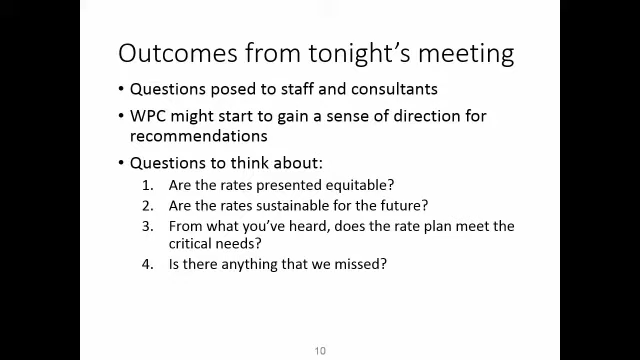 Outcomes from tonight's meeting
• Questions posed to staff and consultants
• WPC might start to gain a sense of direction for
recommendations
• Questions to think about:
1. Are the rates presented equitable?
2. Are the rates sustainable for the future?
3. From what you've heard, does the rate plan meet the
critical needs?
4. Is there anything that we missed?
10